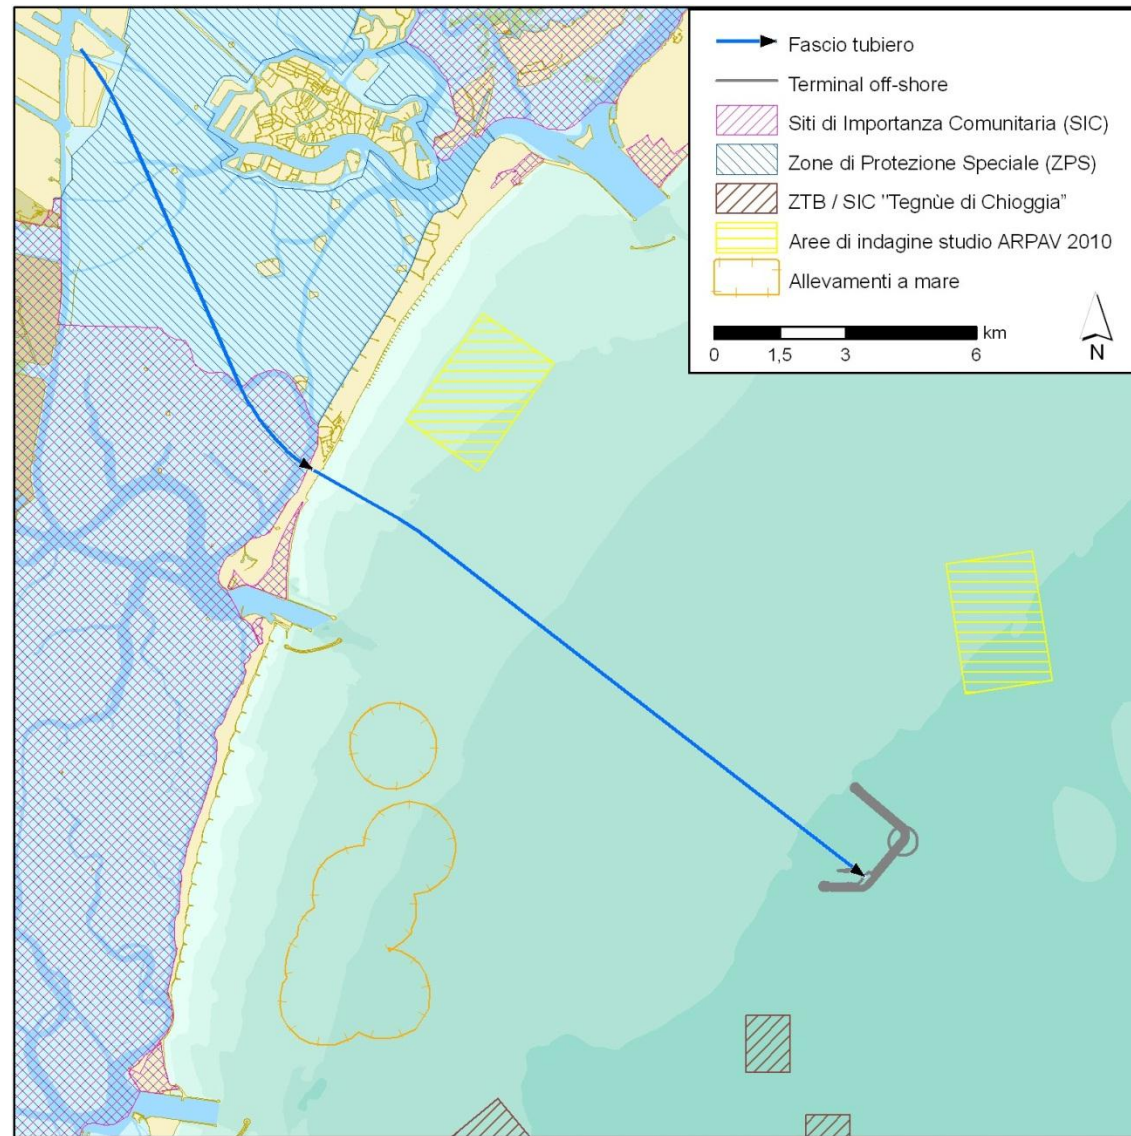 Fascio tubiero
Terminal off-shore
Siti di Importanza Comunitaria (SIC)
Zone di Protezione Speciale (ZPS)
ZTB / SIC "Tegnùe di Chioggia"
Aree di indagine studio ARPAV 2010
Allevamenti a mare
km
0 1,5 3 6
N